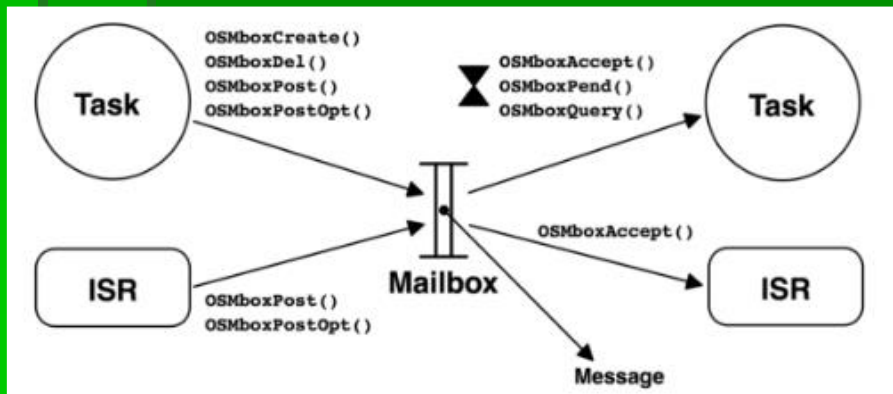 OSMboxCreate()
OSMboxDel()
OSMboxPost()
OSMboxPostOpt()
Task
OSMboxAccept()
OSMboxPend()
OSMboxQuery()
Task
ISR
OSMboxPost()
OSMboxPostOpt()
Mailbox
OSMboxAccept()
ISR
Message